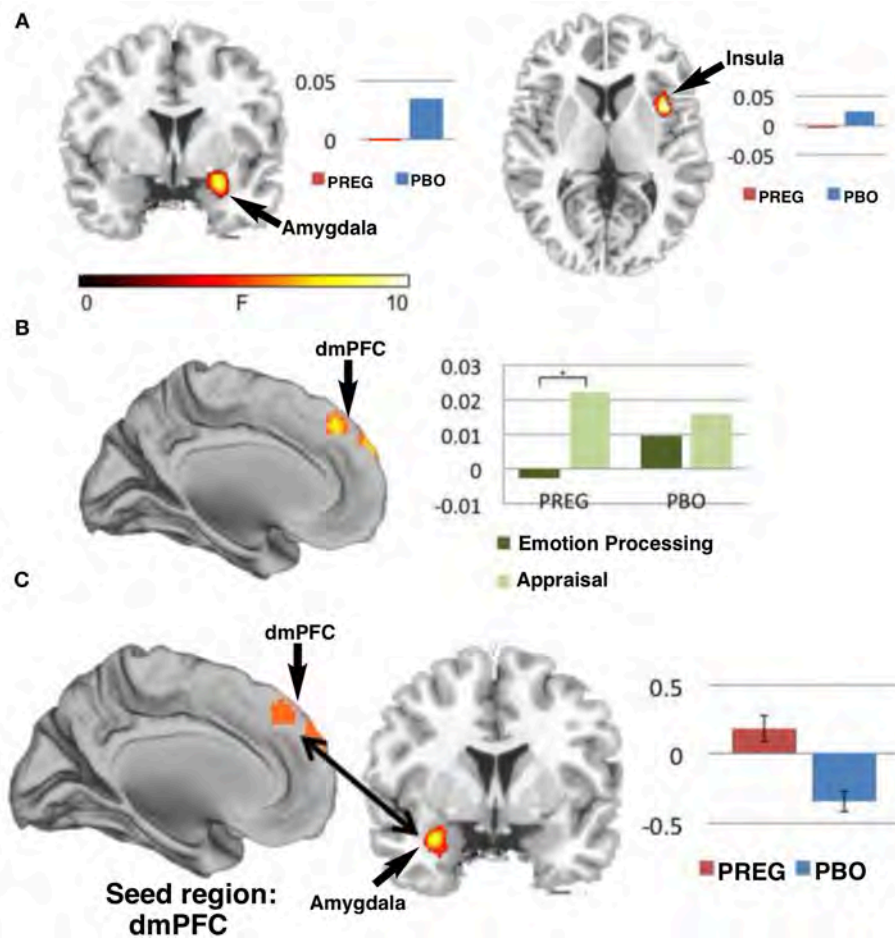 A
0.05
0
PREG PBO
Amygdala
Insula
0.05
0
-0.05
PREG PBO
0 F 10
B
dmPFC
0.03
0.02
0.01
0
-0.01
*
PREG PBO
Emotion Processing
Appraisal
C
dmPFC
Seed region:
dmPFC
Amygdala
0.5
0
-0.5
PREG PBO